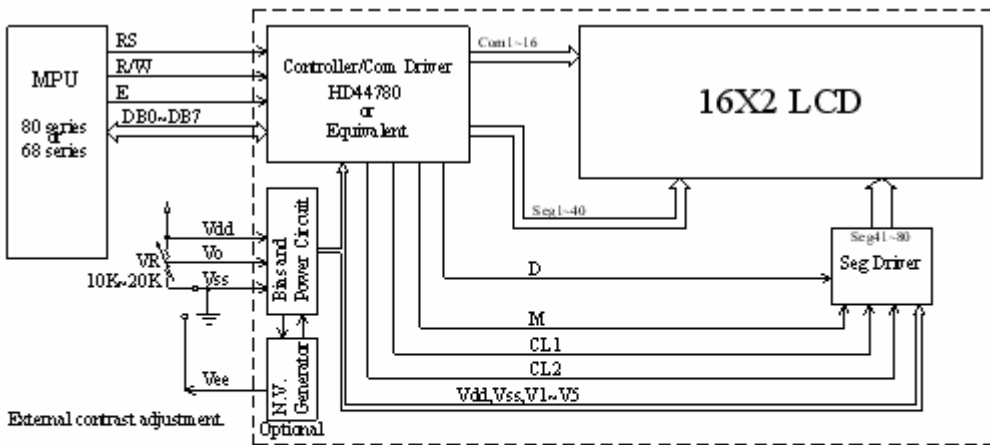 MPU
80 series
or
68 series
RS
R/W
E
DB0~DB7
Controller/Com Driver
HD44780
or
Equivalent
Com1~16
16X2 LCD
Seg1~40
Seg41~80
Seg Driver
VR
10K~20K
Vdd
Vo
Vss
Bias and
Power Circuit
D
M
CL1
CL2
Vdd,Vss,V1~V5
Vee
N.V.
Generator
Optional
External contrast adjustment.